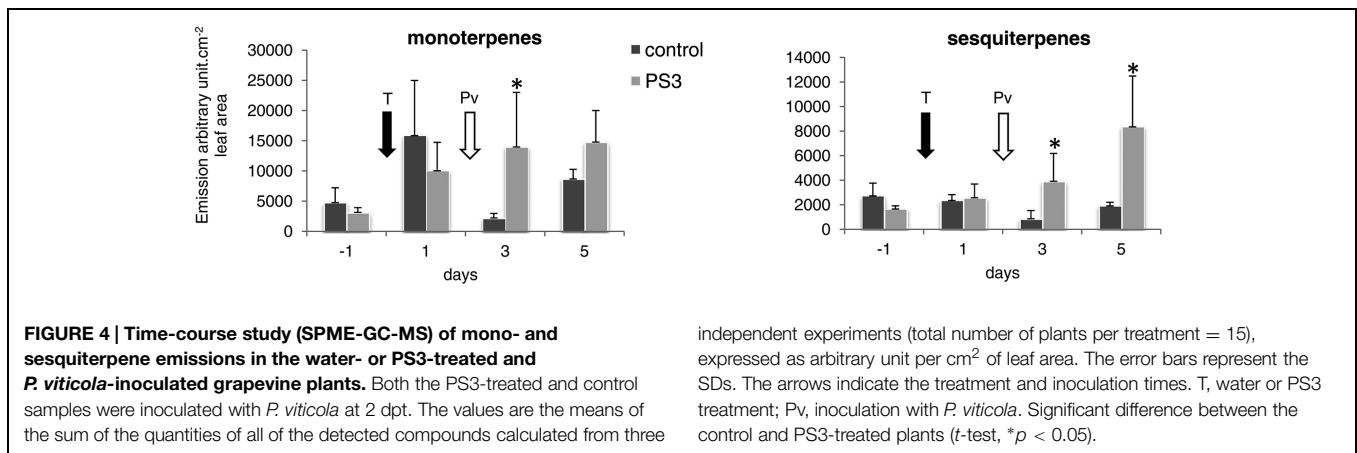 monoterpenes
Emission arbitrary unit.cm-2
leaf area
30000
25000
20000
15000
10000
5000
0
T
Pv
*
-1 1 3 5
days
control
PS3
sesquiterpenes
14000
12000
10000
8000
6000
4000
2000
0
T
Pv
*
*
-1 1 3 5
days
FIGURE 4 | Time-course study (SPME-GC-MS) of mono- and
sesquiterpene emissions in the water- or PS3-treated and
P. viticola-inoculated grapevine plants. Both the PS3-treated and control
samples were inoculated with P. viticola at 2 dpt. The values are the means of
the sum of the quantities of all of the detected compounds calculated from three
independent experiments (total number of plants per treatment = 15),
expressed as arbitrary unit per cm2 of leaf area. The error bars represent the
SDs. The arrows indicate the treatment and inoculation times. T, water or PS3
treatment; Pv, inoculation with P. viticola. Significant difference between the
control and PS3-treated plants (t-test, *p < 0.05).